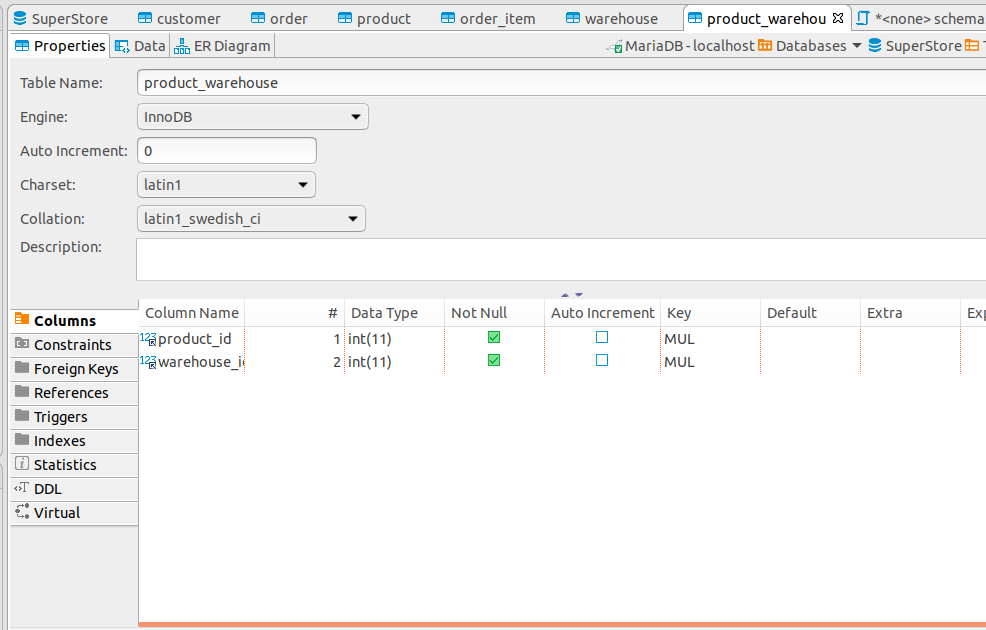 SuperStore customer order product order_item warehouse product_warehou *<none> schema
Properties Data ER Diagram MariaDB - localhost Databases SuperStore
Table Name: product_warehouse
Engine: InnoDB
Auto Increment: 0
Charset: latin1
Collation: latin1_swedish_ci
Description:
Column Name # Data Type Not Null Auto Increment Key Default Extra Exp
123 product_id 1 int(11) MUL
123 warehouse_i 2 int(11) MUL
Columns
Constraints
Foreign Keys
References
Triggers
Indexes
Statistics
DDL
Virtual